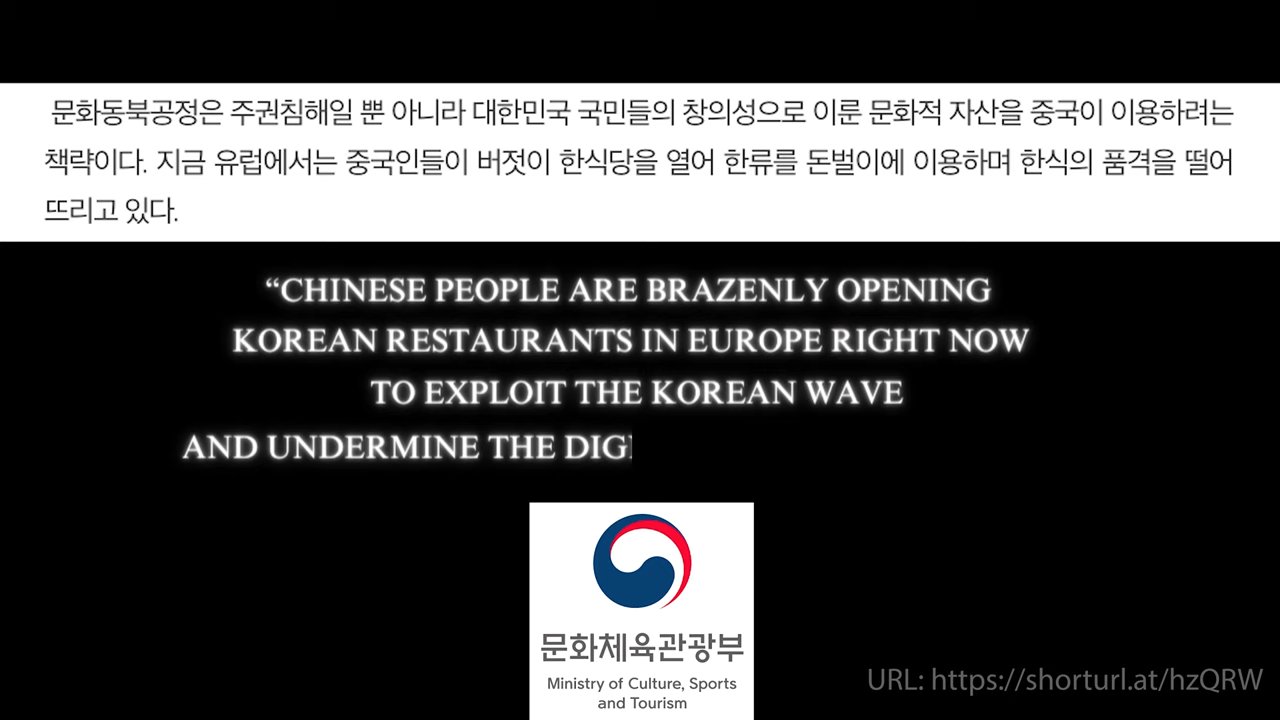 문화동북공정은 주권침해일 뿐 아니라 대한민국 국민들의 창의성으로 이룬 문화적 자산을 중국이 이용하려는
책략이다. 지금 유럽에서는 중국인들이 버젓이 한식당을 열어 한류를 돈벌이에 이용하며 한식의 품격을 떨어
뜨리고 있다.
“CHINESE PEOPLE ARE BRAZENLY OPENING
KOREAN RESTAURANTS IN EUROPE RIGHT NOW
TO EXPLOIT THE KOREAN WAVE
AND UNDERMINE THE DIG
문화체육관광부
Ministry of Culture, Sports
and Tourism
URL: https://shorturl.at/hzQRW